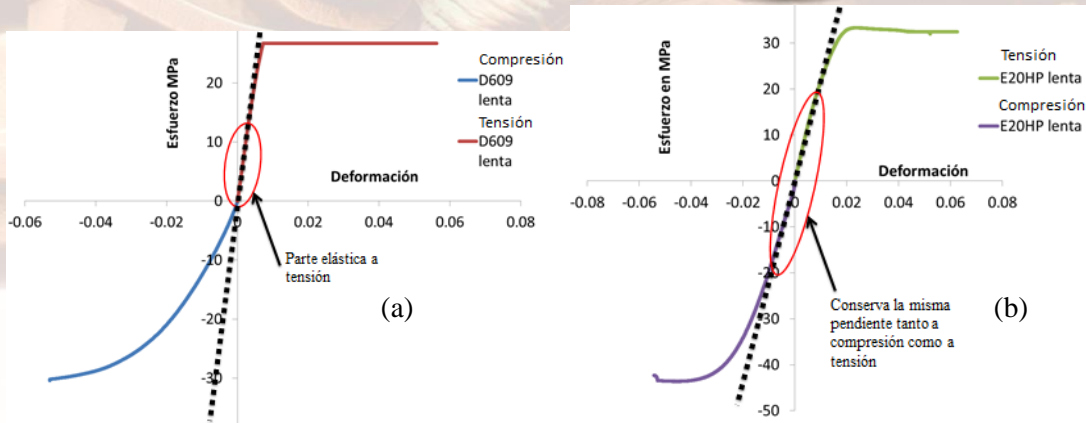 Esfuerzo MPa
20
10
0
-10
-20
-30
-0.06
-0.04
-0.02
0
0.02
0.04
0.06
0.08
Deformación
Compresión
D609
lenta
Tensión
D609
lenta
Parte elástica a
tensión
(a)
Esfuerzo en MPa
30
20
10
0
-10
-20
-30
-40
-50
-0.08
-0.06
-0.04
-0.02
0
0.02
0.04
0.06
0.08
Deformación
Tensión
E20HP lenta
Compresión
E20HP lenta
Conserva la misma
pendiente tanto a
compresión como a
tensión
(b)